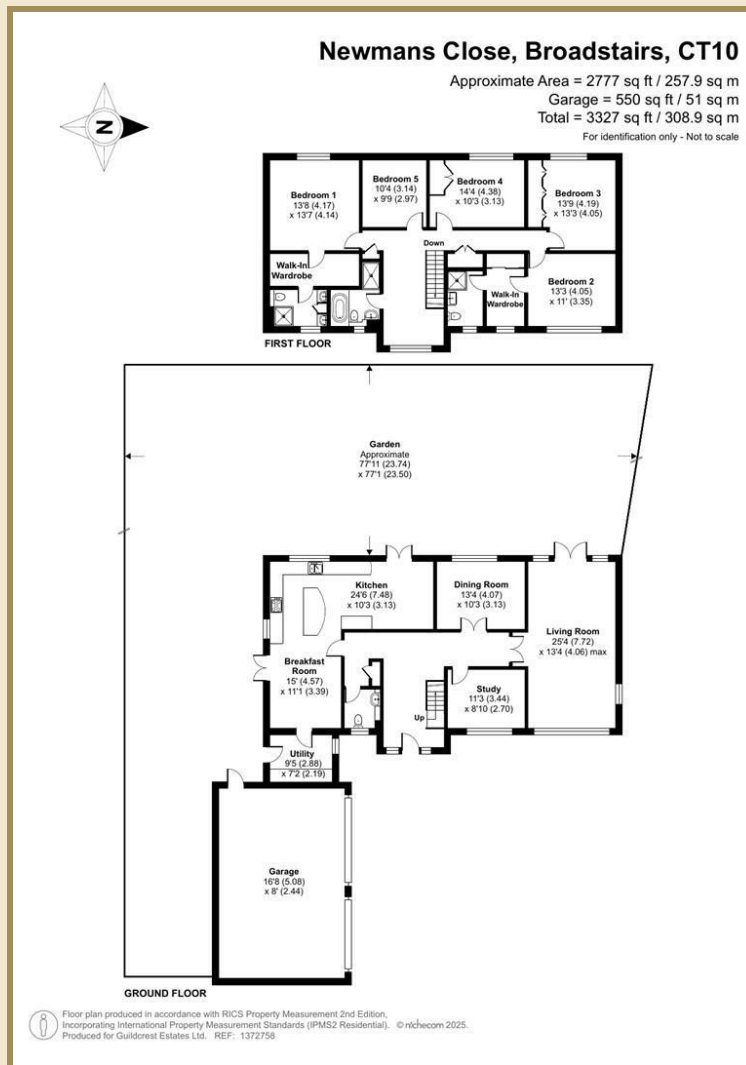 Newmans Close, Broadstairs, CT10
Approximate Area = 2777 sq ft / 257.9 sq m
Garage = 550 sq ft / 51 sq m
Total = 3327 sq ft / 308.9 sq m
For identification only - Not to scale
N
Bedroom 1
13'8 (4.17)
x 13'7 (4.14)
Bedroom 5
10'4 (3.14)
x 9'9 (2.97)
Bedroom 4
14'4 (4.38)
x 10'3 (3.13)
Bedroom 3
13'9 (4.19)
x 13'3 (4.05)
Down
Walk-In
Wardrobe
Walk-In
Wardrobe
Bedroom 2
13'3 (4.05)
x 11' (3.35)
FIRST FLOOR
Garden
Approximate
77'11 (23.74)
x 77'1 (23.50)
Kitchen
24'6 (7.48)
x 10'3 (3.13)
Dining Room
13'4 (4.07)
x 10'3 (3.13)
Living Room
25'4 (7.72)
x 13'4 (4.06) max
Breakfast
Room
15' (4.57)
x 11'1 (3.39)
Study
11'3 (3.44)
x 8'10 (2.70)
Up
Utility
9'5 (2.88)
x 7'2 (2.19)
Garage
16'8 (5.08)
x 8' (2.44)
GROUND FLOOR
Floor plan produced in accordance with RICS Property Measurement 2nd Edition,
Incorporating International Property Measurement Standards (IPMS2 Residential). © nichecom 2025.
Produced for Guildcrest Estates Ltd. REF: 1372758